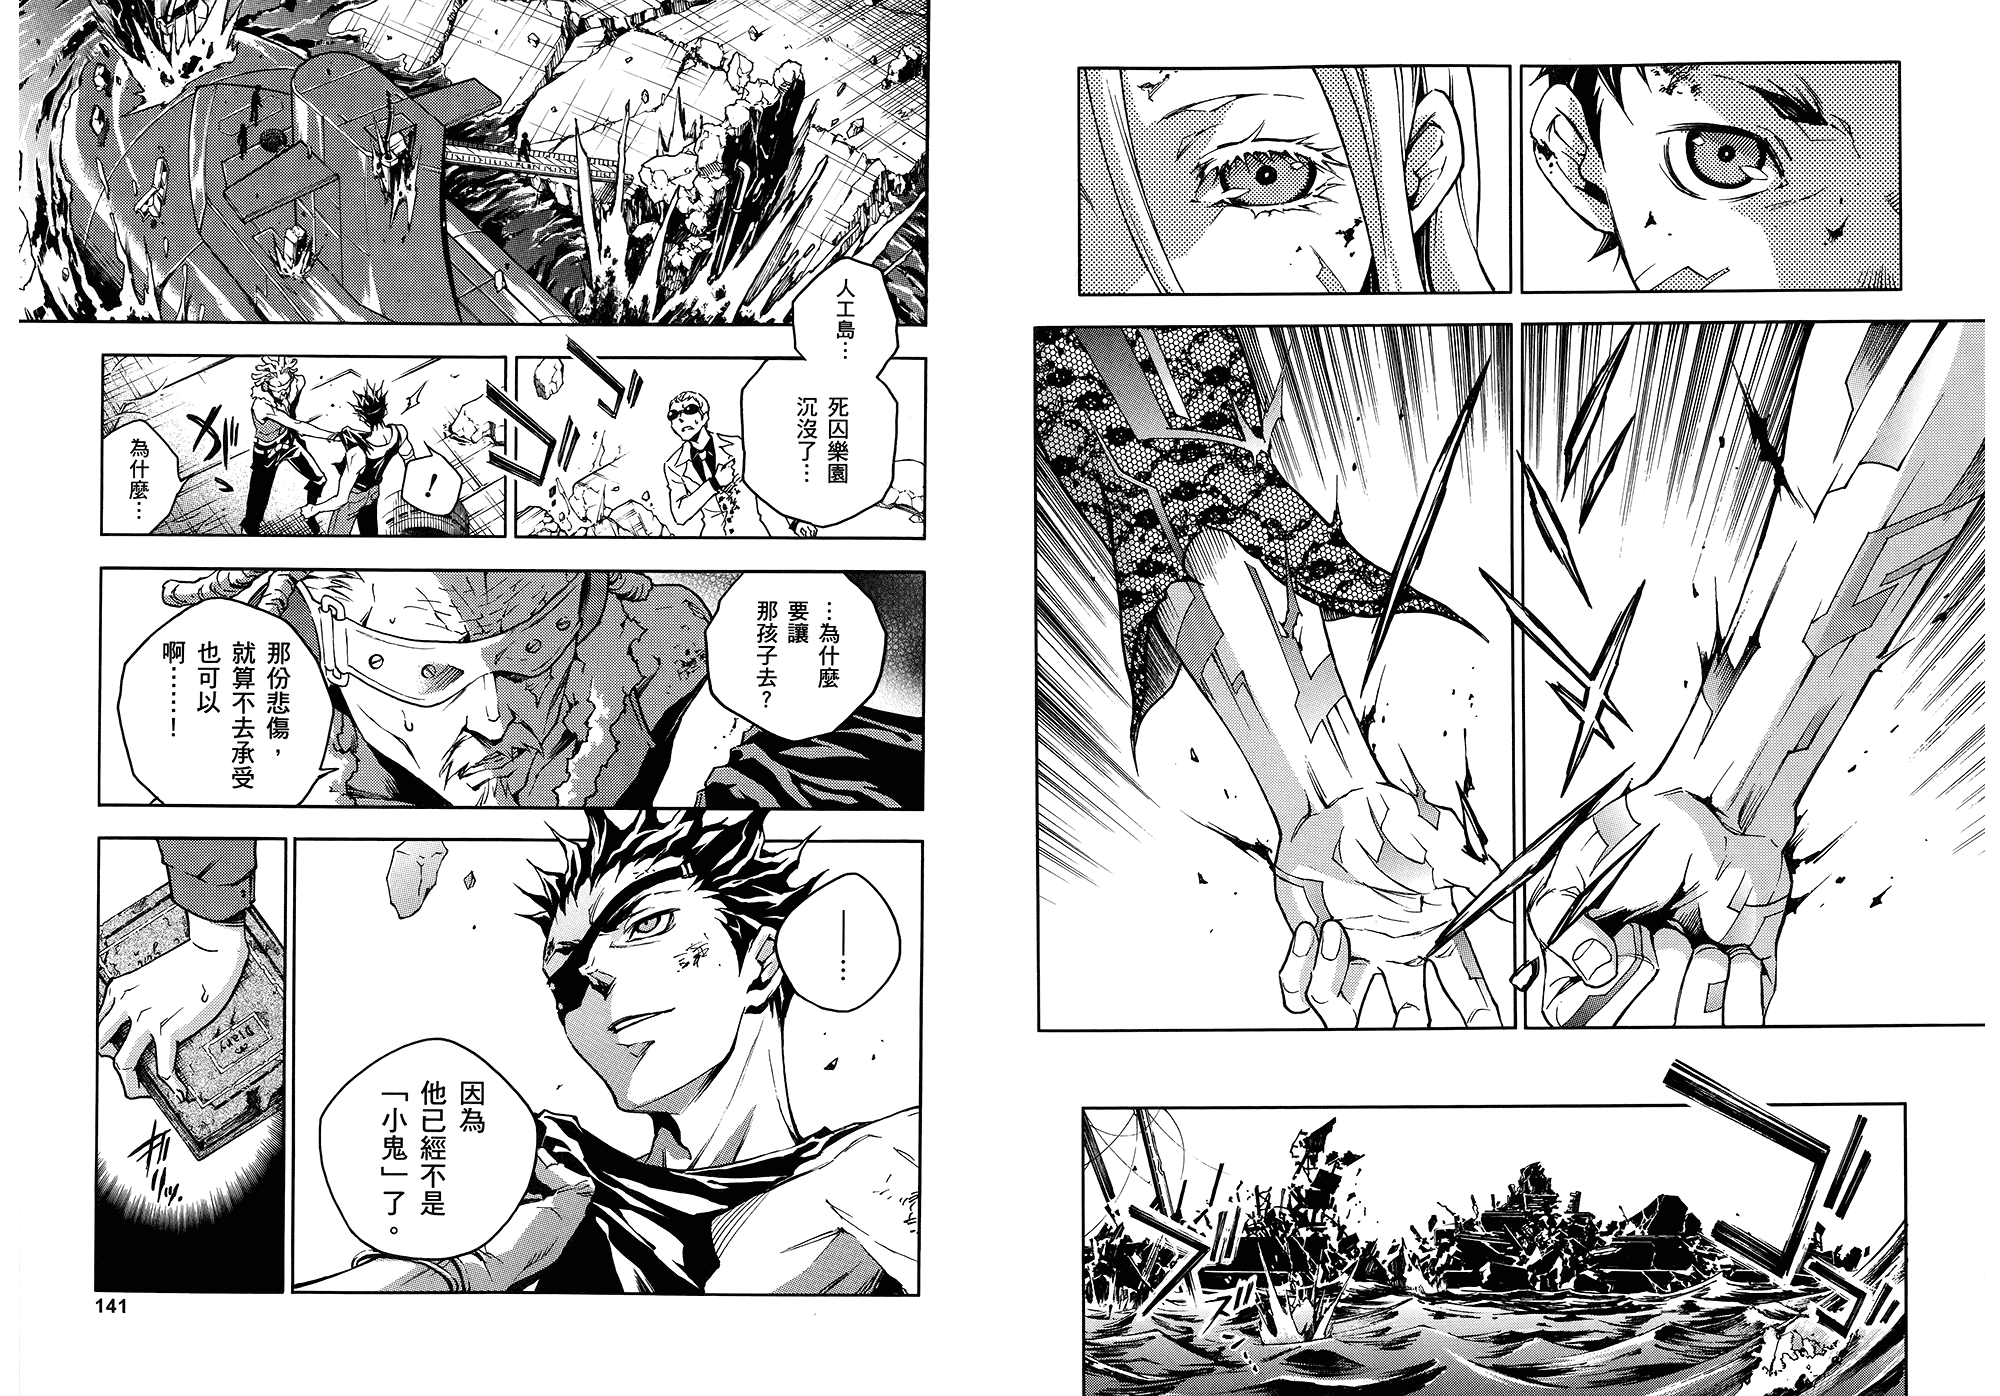 人工島…
死囚樂園
沉沒了…
！
為什麼…
…為什麼
要讓
那孩子去？
那份悲傷，
就算不去承受
也可以
啊……！
——…
因為
他已經不是
「小鬼」了。
Diary
141